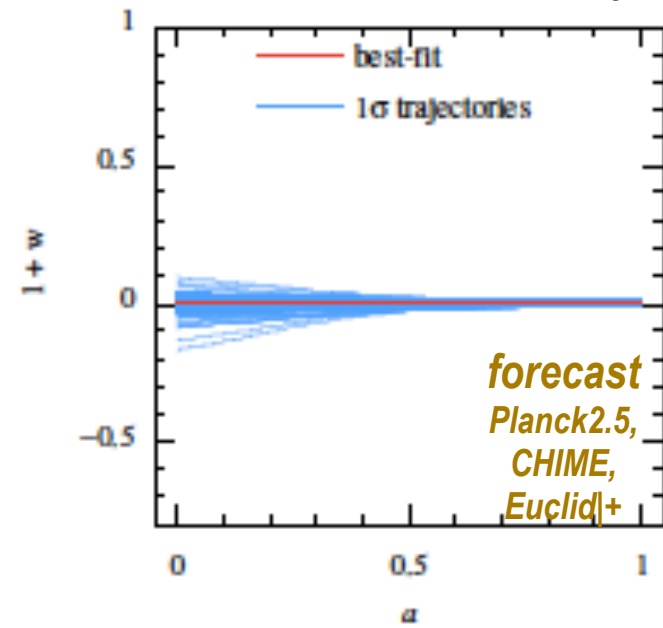 1
best-fit
1σ trajectories
0.5
1 + w
0
forecast
Planck2.5,
−0.5
CHIME,
Euclid|+
0 0.5 1
a